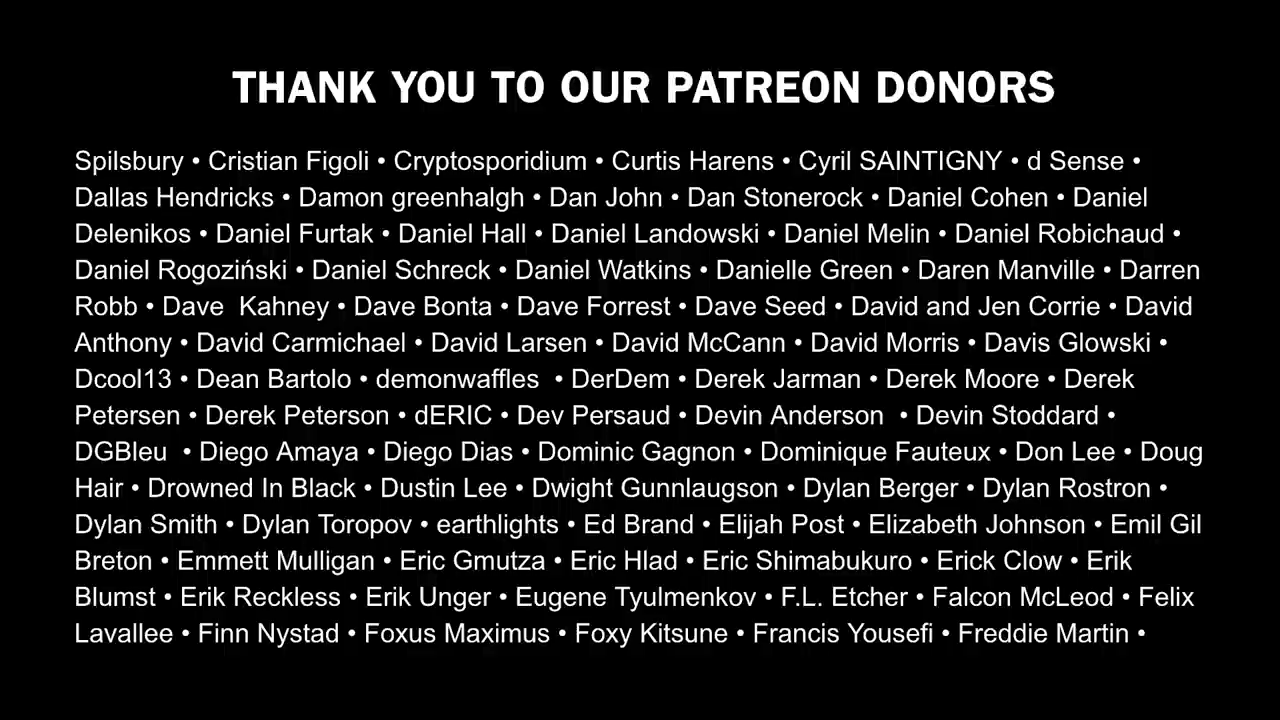 THANK YOU TO OUR PATREON DONORS
Spilsbury • Cristian Figoli • Cryptosporidium • Curtis Harens • Cyril SAINTIGNY • d Sense •
Dallas Hendricks • Damon greenhalgh • Dan John • Dan Stonerock • Daniel Cohen • Daniel
Delenikos • Daniel Furtak • Daniel Hall • Daniel Landowski • Daniel Melin • Daniel Robichaud •
Daniel Rogoziński • Daniel Schreck • Daniel Watkins • Danielle Green • Daren Manville • Darren
Robb • Dave  Kahney • Dave Bonta • Dave Forrest • Dave Seed • David and Jen Corrie • David
Anthony • David Carmichael • David Larsen • David McCann • David Morris • Davis Glowski •
Dcool13 • Dean Bartolo • demonwaffles  • DerDem • Derek Jarman • Derek Moore • Derek
Petersen • Derek Peterson • dERIC • Dev Persaud • Devin Anderson  • Devin Stoddard •
DGBleu  • Diego Amaya • Diego Dias • Dominic Gagnon • Dominique Fauteux • Don Lee • Doug
Hair • Drowned In Black • Dustin Lee • Dwight Gunnlaugson • Dylan Berger • Dylan Rostron •
Dylan Smith • Dylan Toropov • earthlights • Ed Brand • Elijah Post • Elizabeth Johnson • Emil Gil
Breton • Emmett Mulligan • Eric Gmutza • Eric Hlad • Eric Shimabukuro • Erick Clow • Erik
Blumst • Erik Reckless • Erik Unger • Eugene Tyulmenkov • F.L. Etcher • Falcon McLeod • Felix
Lavallee • Finn Nystad • Foxus Maximus • Foxy Kitsune • Francis Yousefi • Freddie Martin •